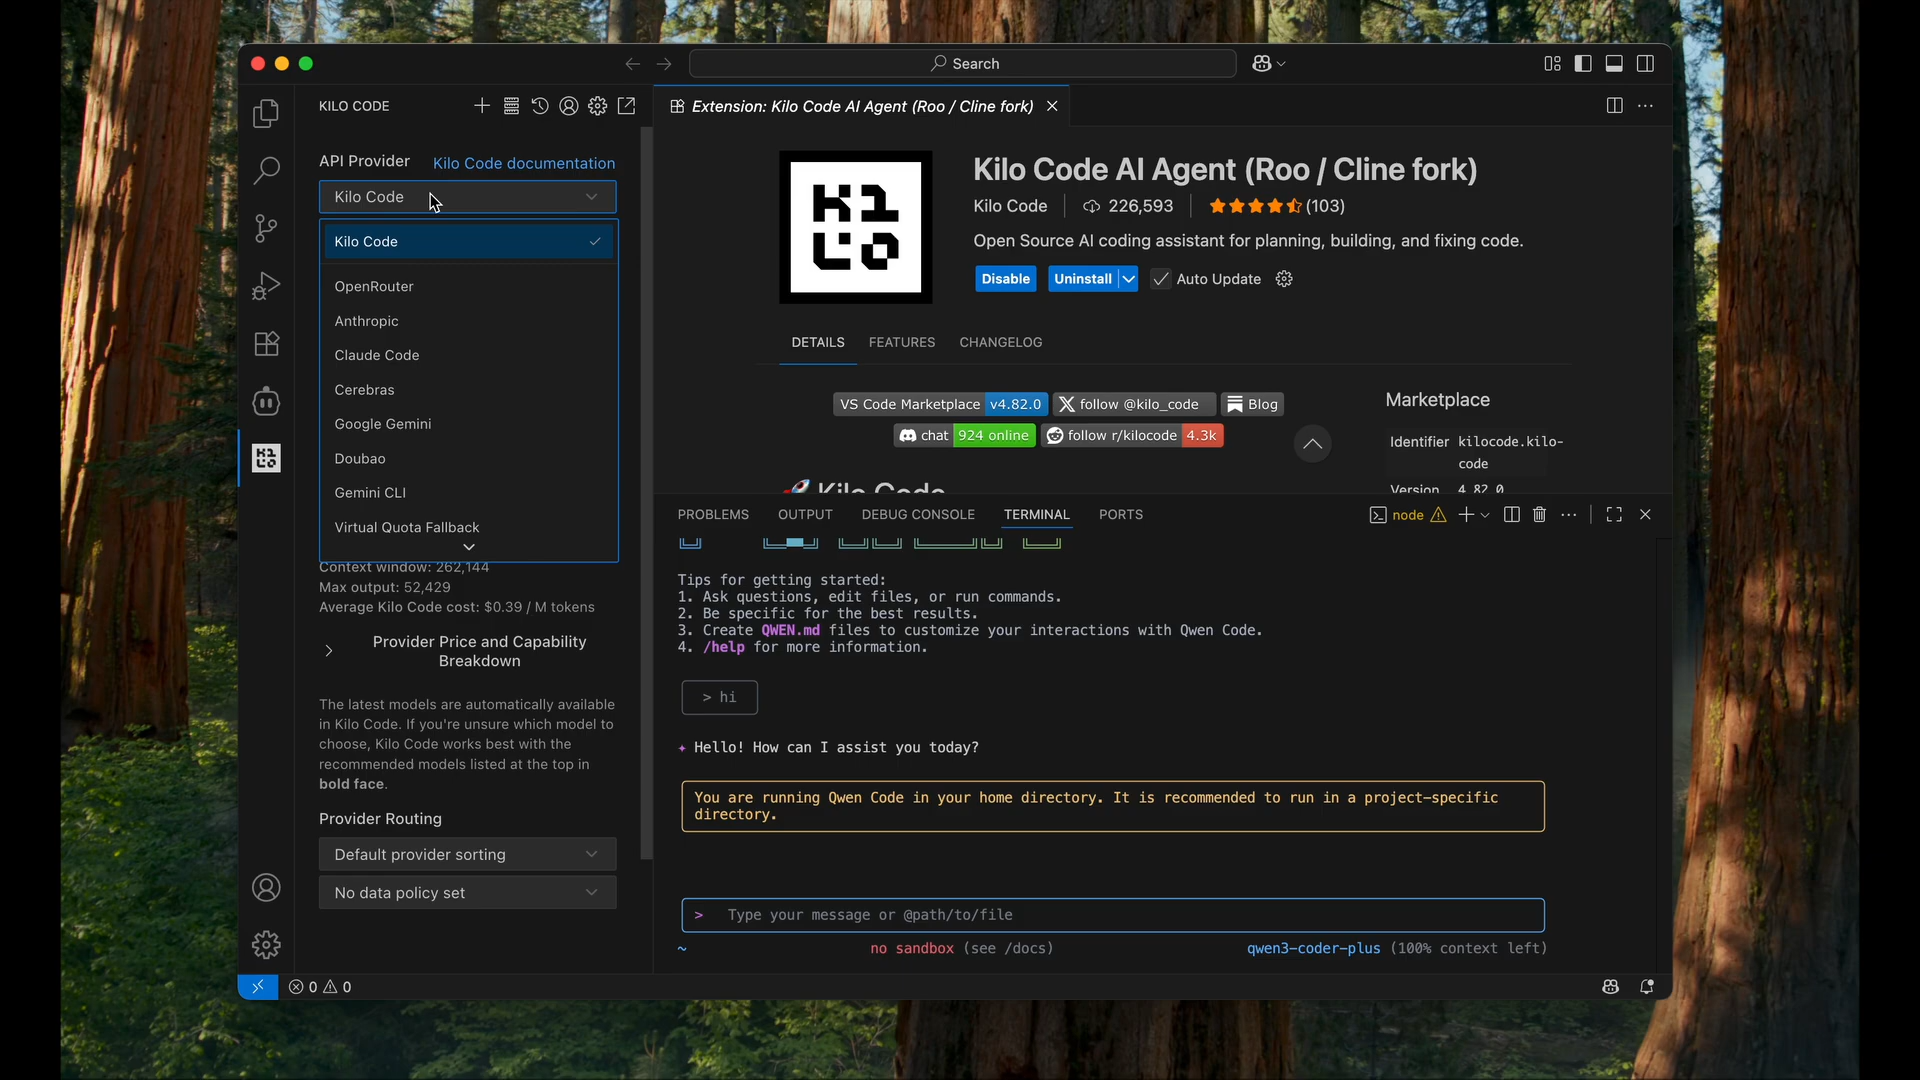 Search
KILO CODE
Extension: Kilo Code AI Agent (Roo / Cline fork)
API Provider
Kilo Code documentation
Kilo Code
Kilo Code
OpenRouter
Anthropic
Claude Code
Cerebras
Google Gemini
Doubao
Gemini CLI
Virtual Quota Fallback
Context window: 262,144
Max output: 52,429
Average Kilo Code cost: $0.39 / M tokens
Provider Price and Capability
Breakdown
The latest models are automatically available
in Kilo Code. If you're unsure which model to
choose, Kilo Code works best with the
recommended models listed at the top in
bold face.
Provider Routing
Default provider sorting
No data policy set
0 0
KILO
Kilo Code AI Agent (Roo / Cline fork)
Kilo Code 226,593 (103)
Open Source AI coding assistant for planning, building, and fixing code.
Disable Uninstall Auto Update
DETAILS FEATURES CHANGELOG
VS Code Marketplace v4.82.0 follow @kilo_code Blog
chat 924 online follow r/kilocode 4.3k
Kilo Code
Marketplace
Identifier kilocode.kilo-
code
Version 4.82.0
PROBLEMS OUTPUT DEBUG CONSOLE TERMINAL PORTS
node
Tips for getting started:
1. Ask questions, edit files, or run commands.
2. Be specific for the best results.
3. Create QWEN.md files to customize your interactions with Qwen Code.
4. /help for more information.
> hi
✦ Hello! How can I assist you today?
You are running Qwen Code in your home directory. It is recommended to run in a project-specific
directory.
> Type your message or @path/to/file
~ no sandbox (see /docs) qwen3-coder-plus (100% context left)